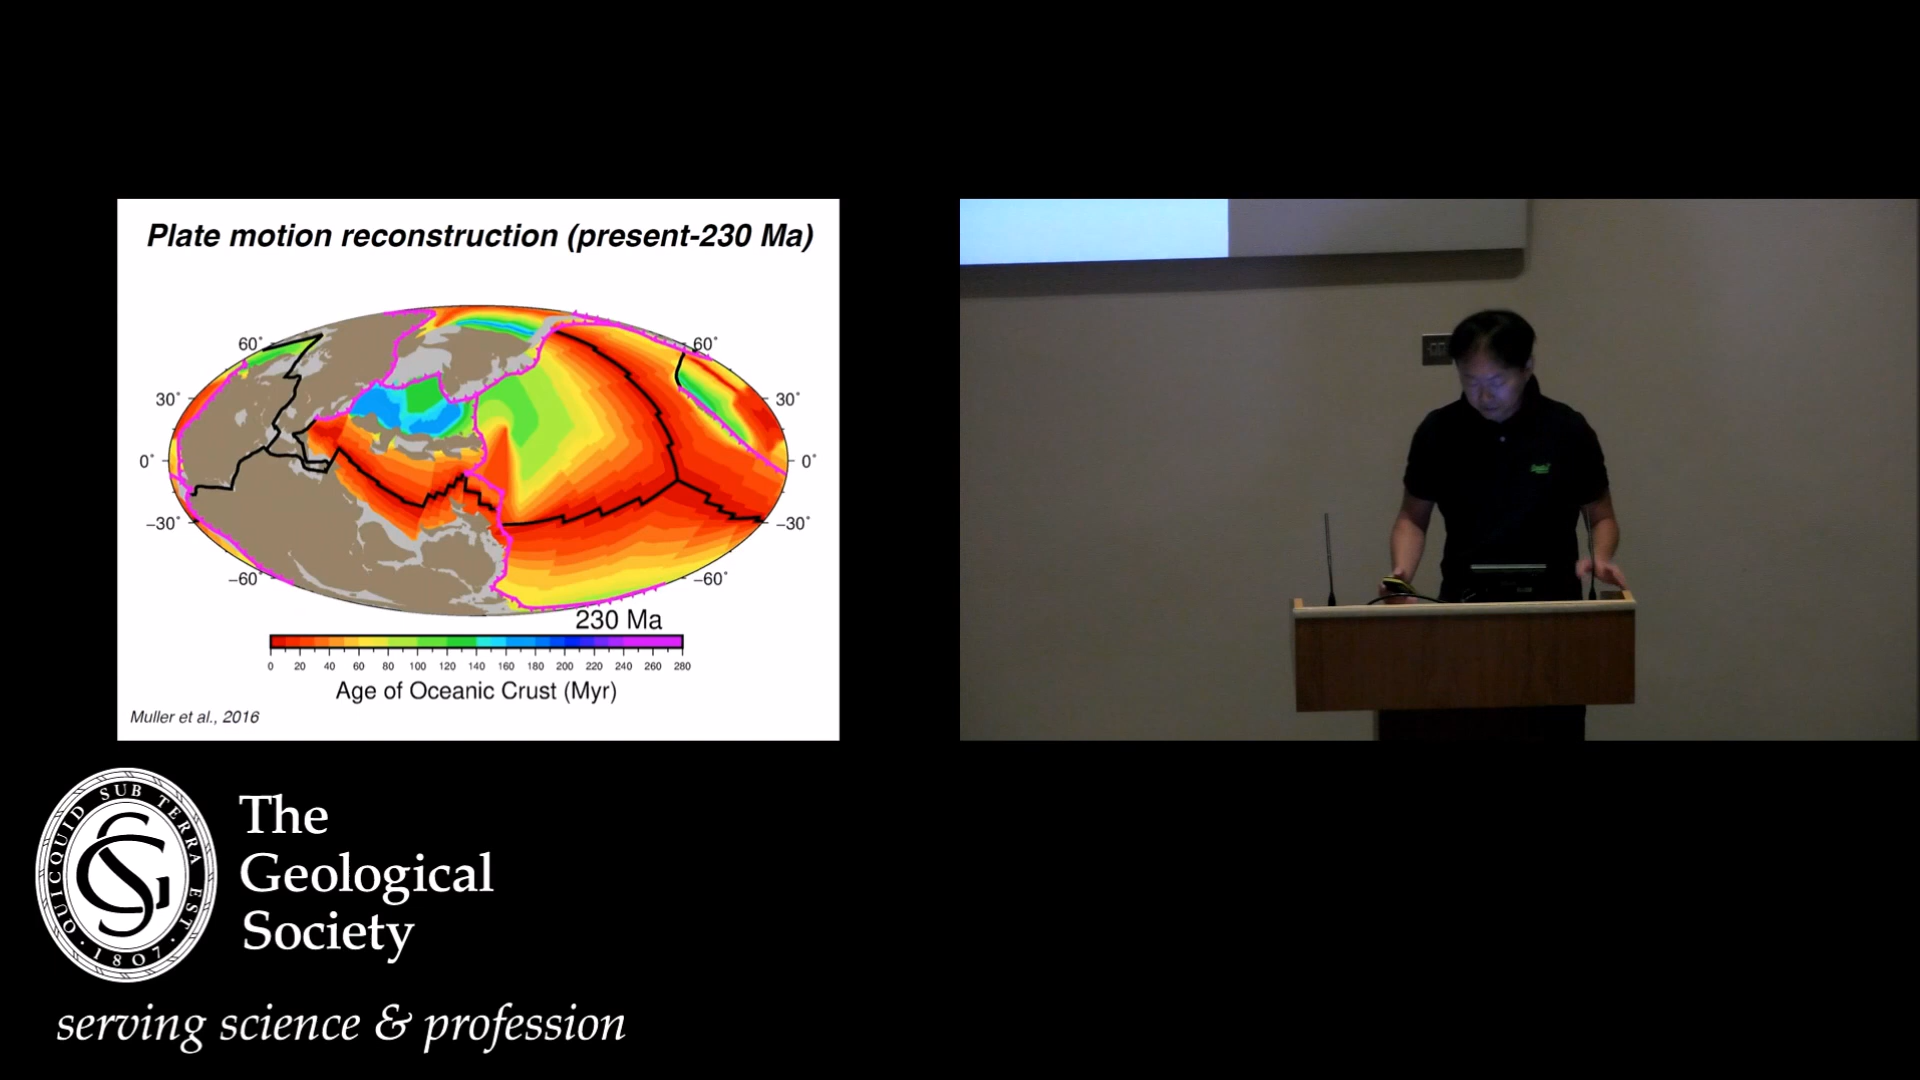 Plate motion reconstruction (present-230 Ma)
60° 60°
30° 30°
0° 0°
−30° −30°
−60° −60°
230 Ma
0 20 40 60 80 100 120 140 160 180 200 220 240 260 280
Age of Oceanic Crust (Myr)
Muller et al., 2016
QUICQUID SUB TERRA EST
· 1807 ·
The
Geological
Society
serving science & profession